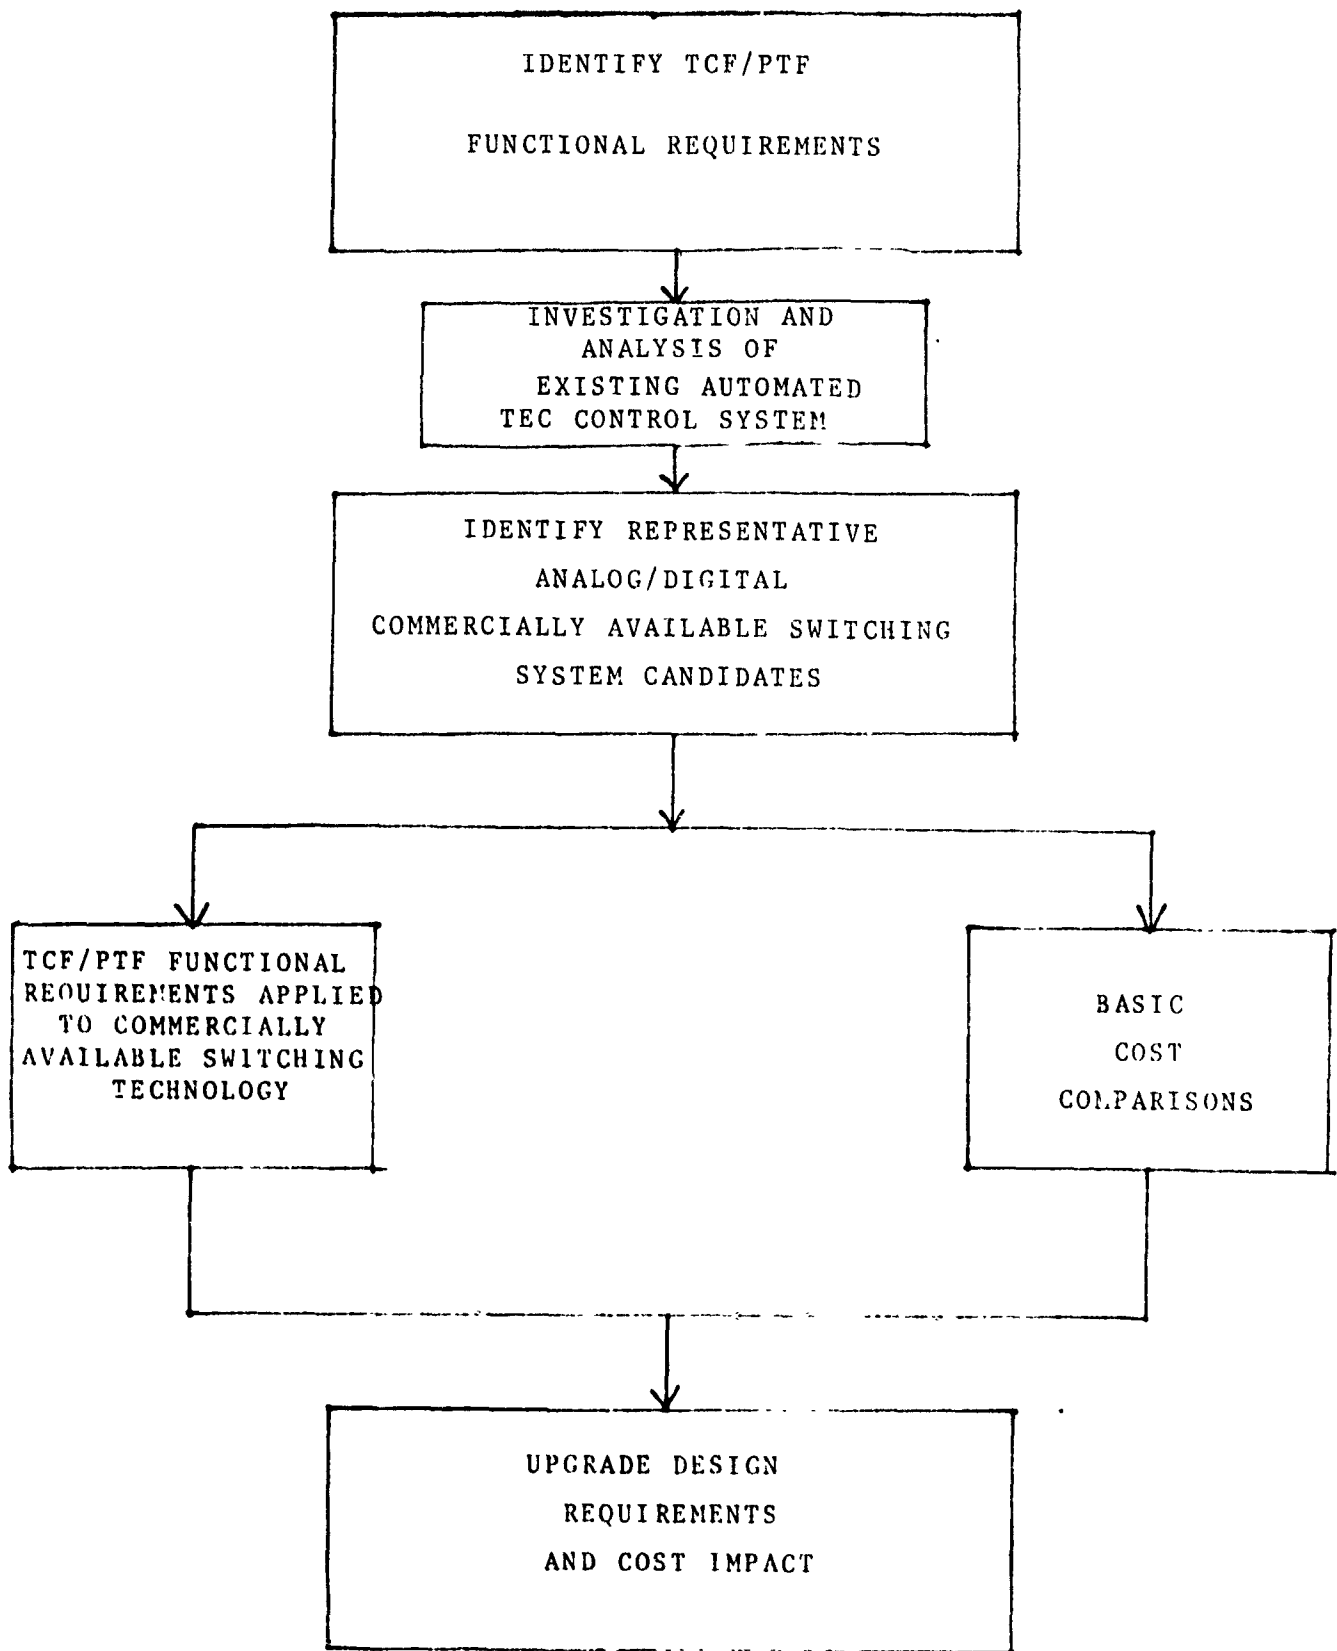 IDENTIFY TCF/PTF
FUNCTIONAL REQUIREMENTS
INVESTIGATION AND
ANALYSIS OF
EXISTING AUTOMATED
TEC CONTROL SYSTEM
IDENTIFY REPRESENTATIVE
ANALOG/DIGITAL
COMMERCIALLY AVAILABLE SWITCHING
SYSTEM CANDIDATES
TCF/PTF FUNCTIONAL
REQUIREMENTS APPLIED
TO COMMERCIALLY
AVAILABLE SWITCHING
TECHNOLOGY
BASIC
COST
COMPARISONS
UPGRADE DESIGN
REQUIREMENTS
AND COST IMPACT